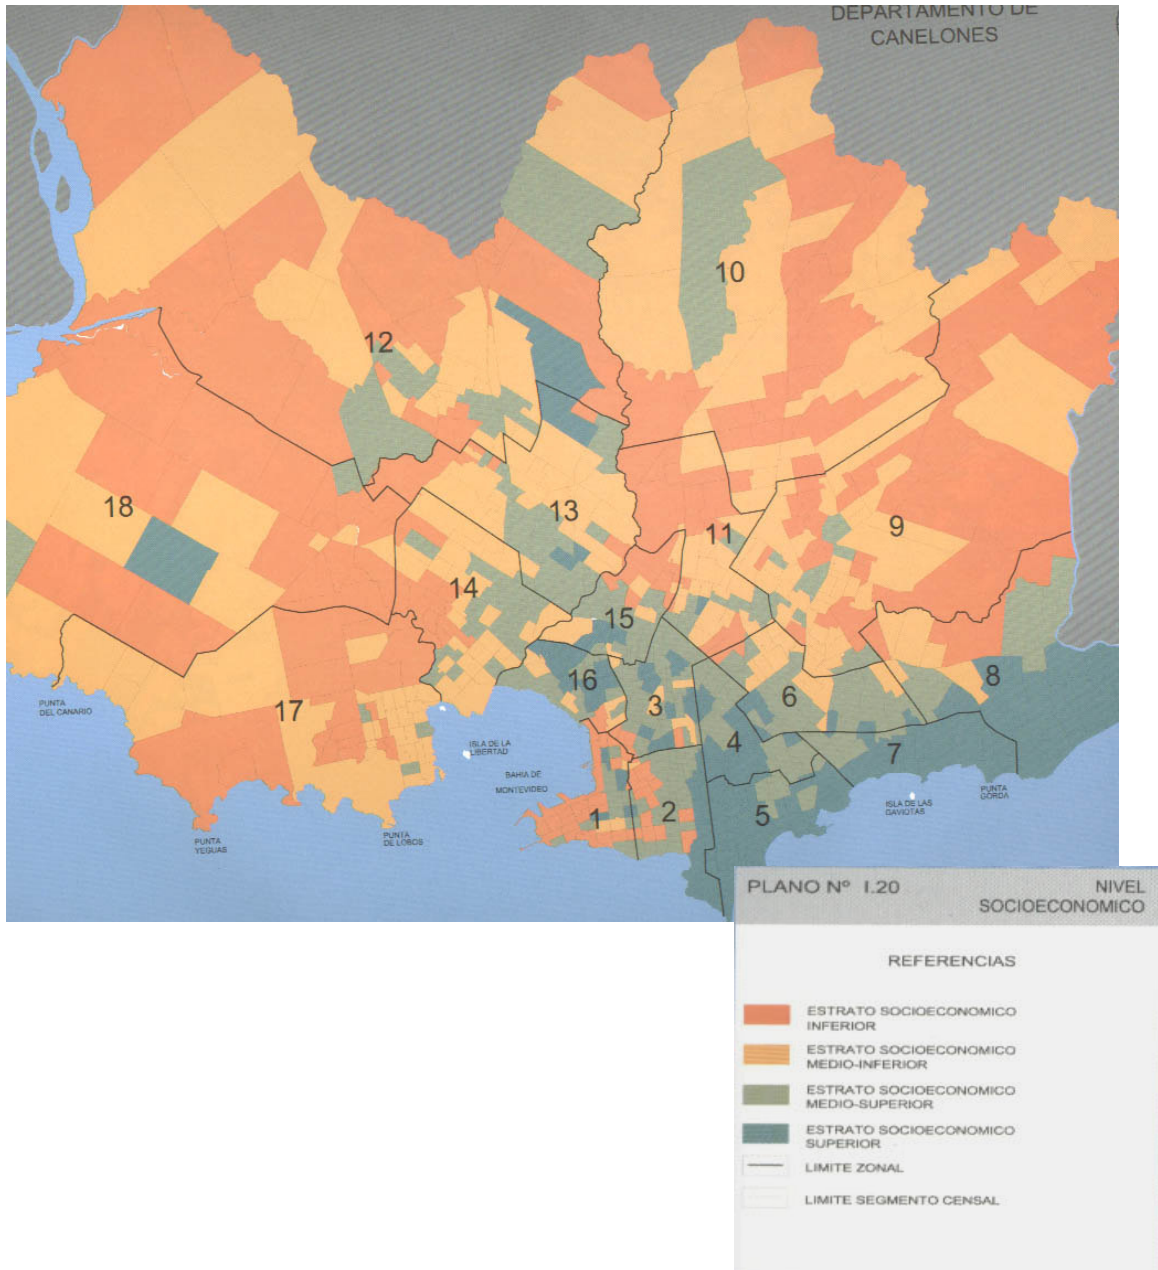 DEPARTAMENTO DE
CANELONES
10
12
18
13
11
9
14
15
8
16
17
3
6
4
7
1
2
5
PUNTA
DEL CANARIO
ISLA DE LA
LIBERTAD
BAHIA DE
MONTEVIDEO
ISLA DE LAS
GAVIOTAS
PUNTA
GORDA
PUNTA
YEGUAS
PUNTA
DE LOBOS
PLANO Nº I.20
NIVEL
SOCIOECONOMICO
REFERENCIAS
ESTRATO SOCIOECONOMICO
INFERIOR
ESTRATO SOCIOECONOMICO
MEDIO-INFERIOR
ESTRATO SOCIOECONOMICO
MEDIO-SUPERIOR
ESTRATO SOCIOECONOMICO
SUPERIOR
LIMITE ZONAL
LIMITE SEGMENTO CENSAL